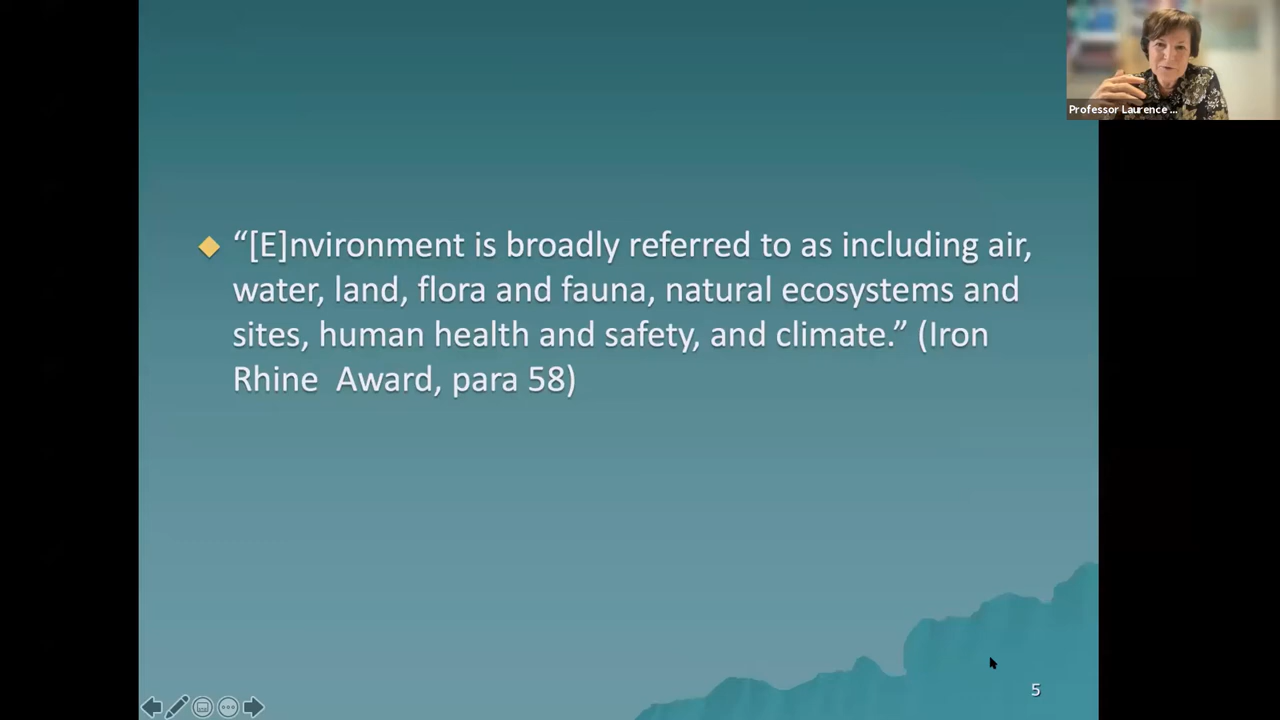 Professor Laurence ...
“[E]nvironment is broadly referred to as including air,
water, land, flora and fauna, natural ecosystems and
sites, human health and safety, and climate.” (Iron
Rhine  Award, para 58)
5